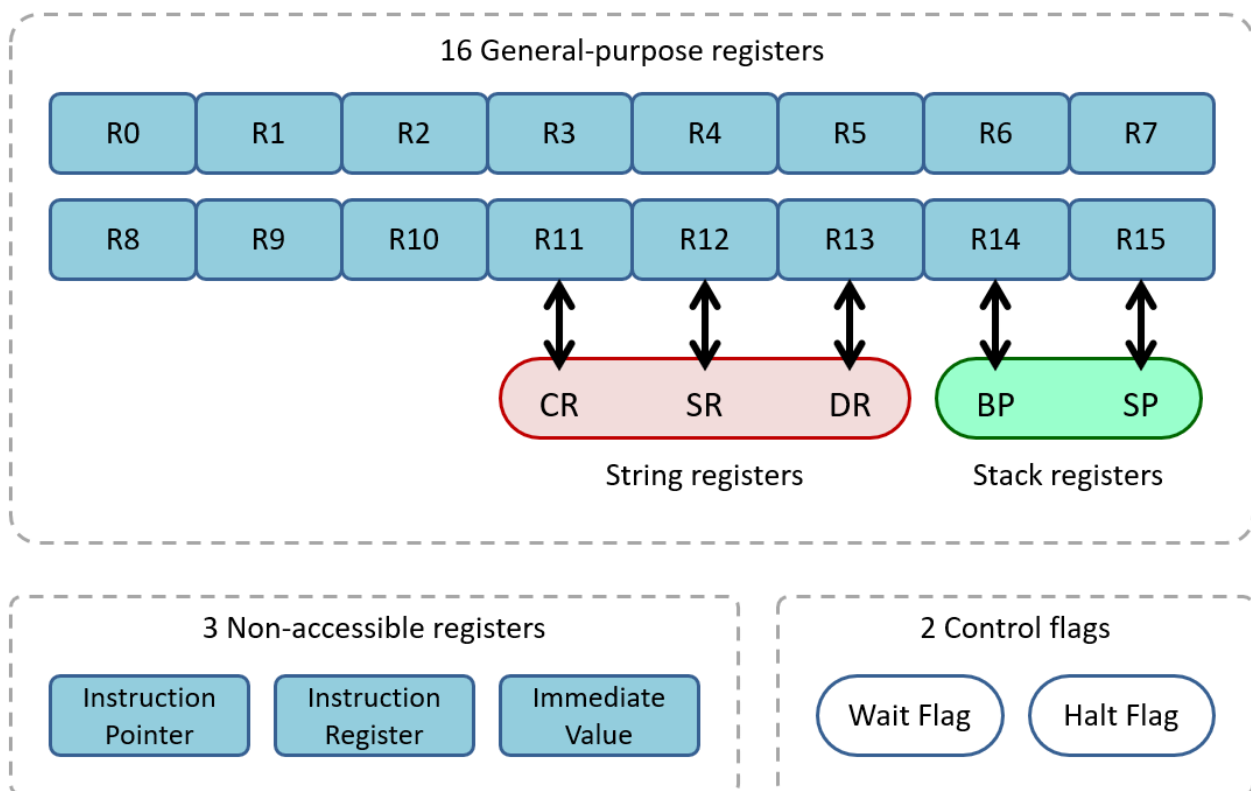 16 General-purpose registers
R0 R1 R2 R3 R4 R5 R6 R7
R8 R9 R10 R11 R12 R13 R14 R15
CR SR DR BP SP
String registers Stack registers
3 Non-accessible registers
Instruction Pointer
Instruction Register
Immediate Value
2 Control flags
Wait Flag Halt Flag